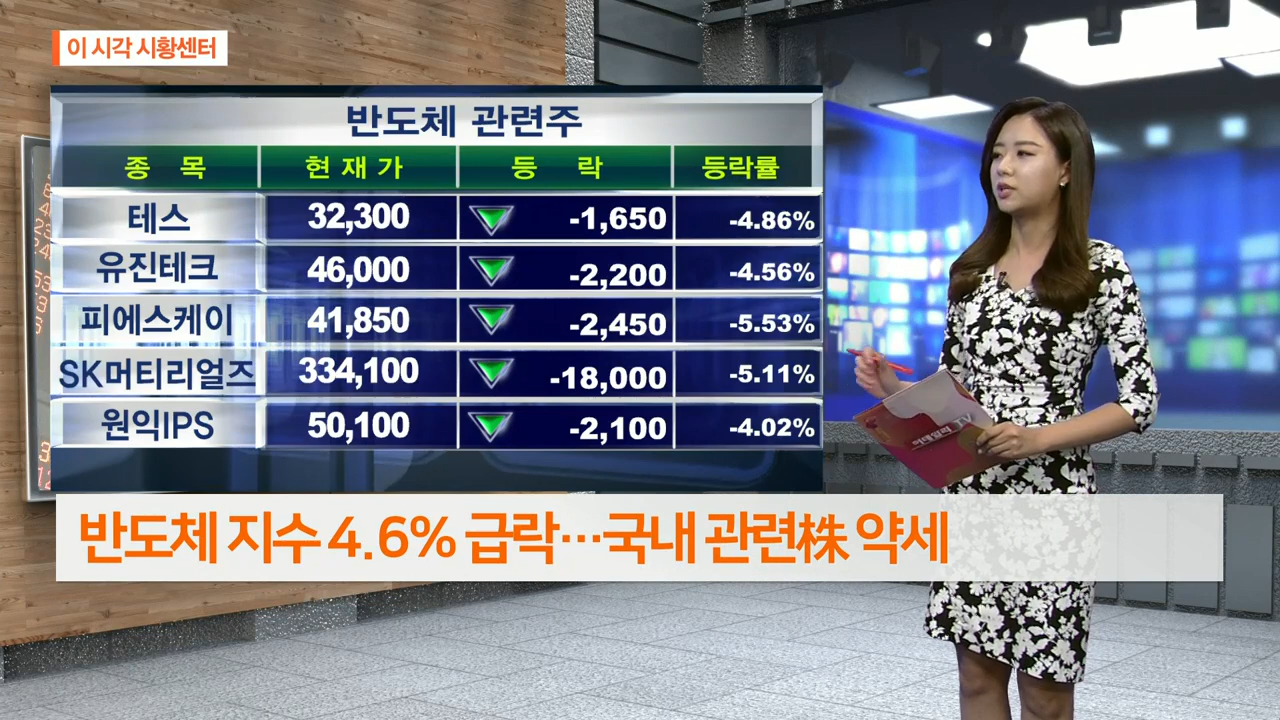 이 시각 시황센터
반도체 관련주
종 목 현 재 가 등 락 등락률
테스 32,300 -1,650 -4.86%
유진테크 46,000 -2,200 -4.56%
피에스케이 41,850 -2,450 -5.53%
SK머티리얼즈 334,100 -18,000 -5.11%
원익IPS 50,100 -2,100 -4.02%
반도체 지수 4.6% 급락…국내 관련株 약세